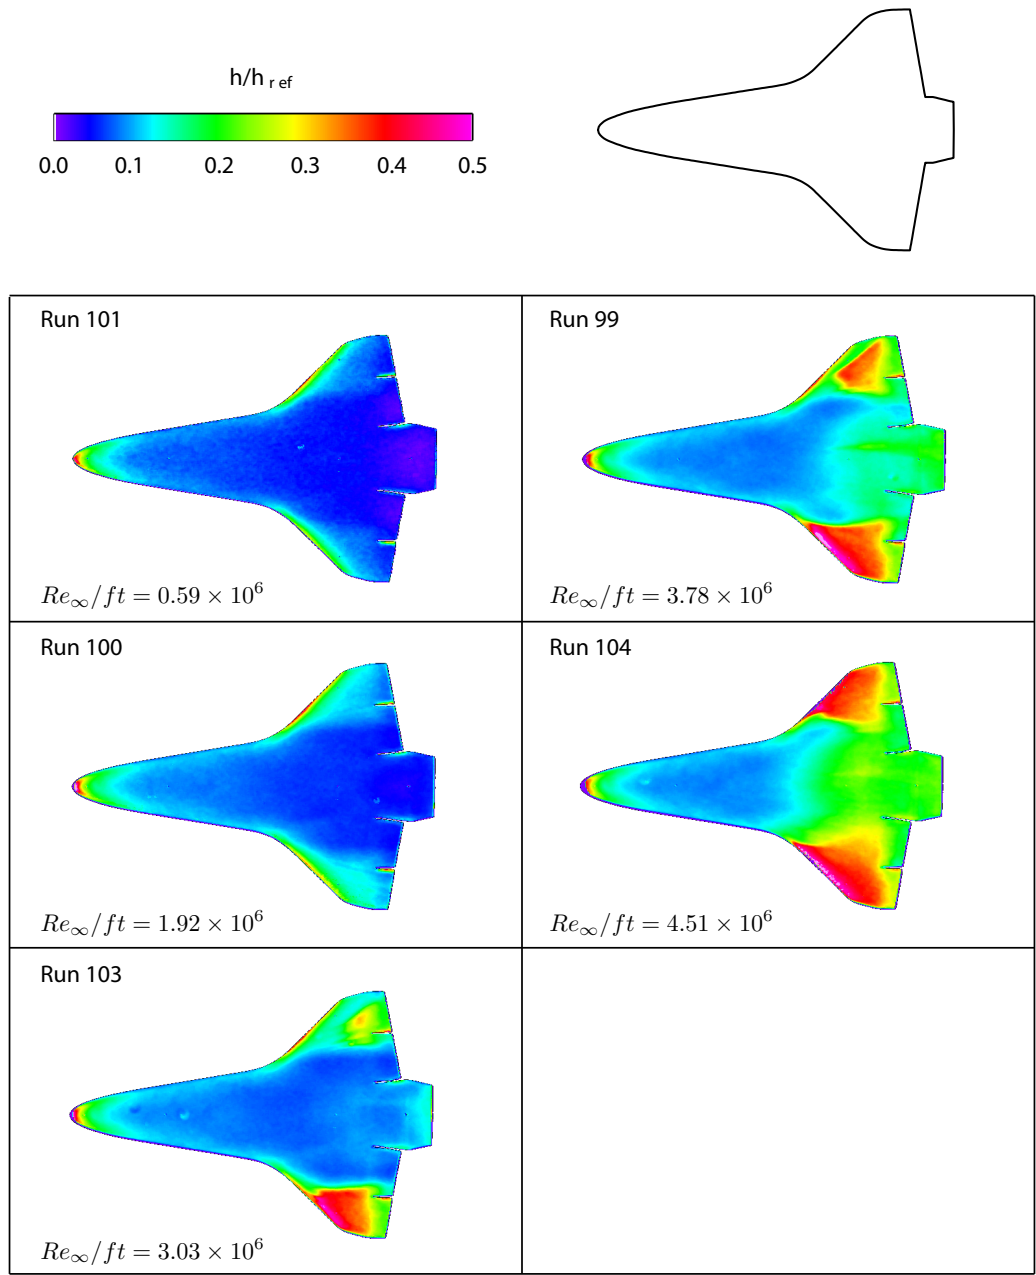 h/h r ef
0.0 0.1 0.2 0.3 0.4 0.5
Run 101
Re∞/ft = 0.59 × 10⁶
Run 99
Re∞/ft = 3.78 × 10⁶
Run 100
Re∞/ft = 1.92 × 10⁶
Run 104
Re∞/ft = 4.51 × 10⁶
Run 103
Re∞/ft = 3.03 × 10⁶